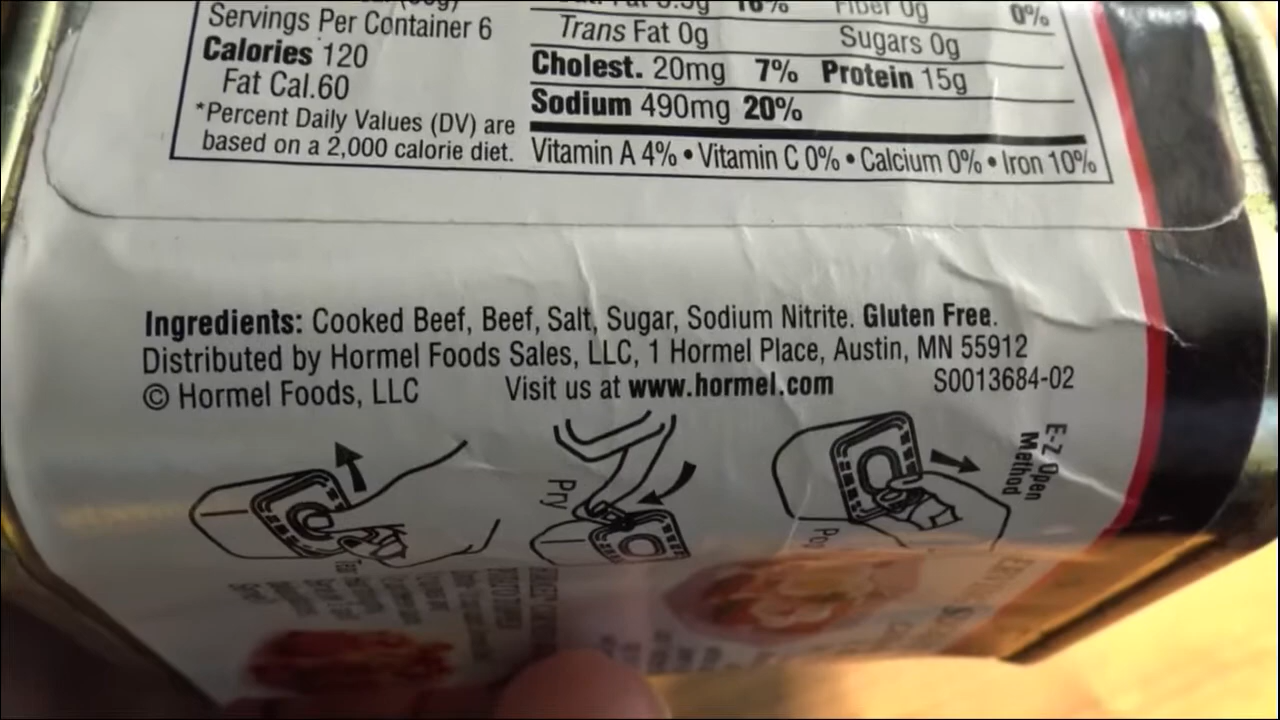 Servings Per Container 6
Calories 120
Fat Cal.60
*Percent Daily Values (DV) are
based on a 2,000 calorie diet.
10%
Fiber 0g 0%
Trans Fat 0g Sugars 0g
Cholest. 20mg 7% Protein 15g
Sodium 490mg 20%
Vitamin A 4% • Vitamin C 0% • Calcium 0% • Iron 10%
Ingredients: Cooked Beef, Beef, Salt, Sugar, Sodium Nitrite. Gluten Free.
Distributed by Hormel Foods Sales, LLC, 1 Hormel Place, Austin, MN 55912
© Hormel Foods, LLC Visit us at www.hormel.com S0013684-02
E-Z Open
Method
Pry